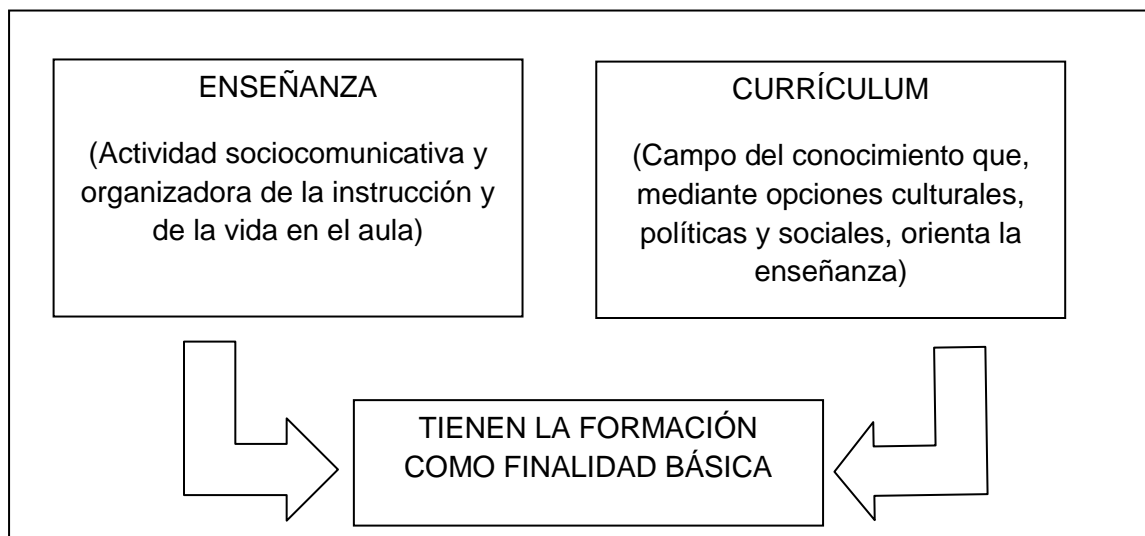 ENSEÑANZA
(Actividad sociocomunicativa y
organizadora de la instrucción y
de la vida en el aula)
CURRÍCULUM
(Campo del conocimiento que,
mediante opciones culturales,
políticas y sociales, orienta la
enseñanza)
TIENEN LA FORMACIÓN
COMO FINALIDAD BÁSICA